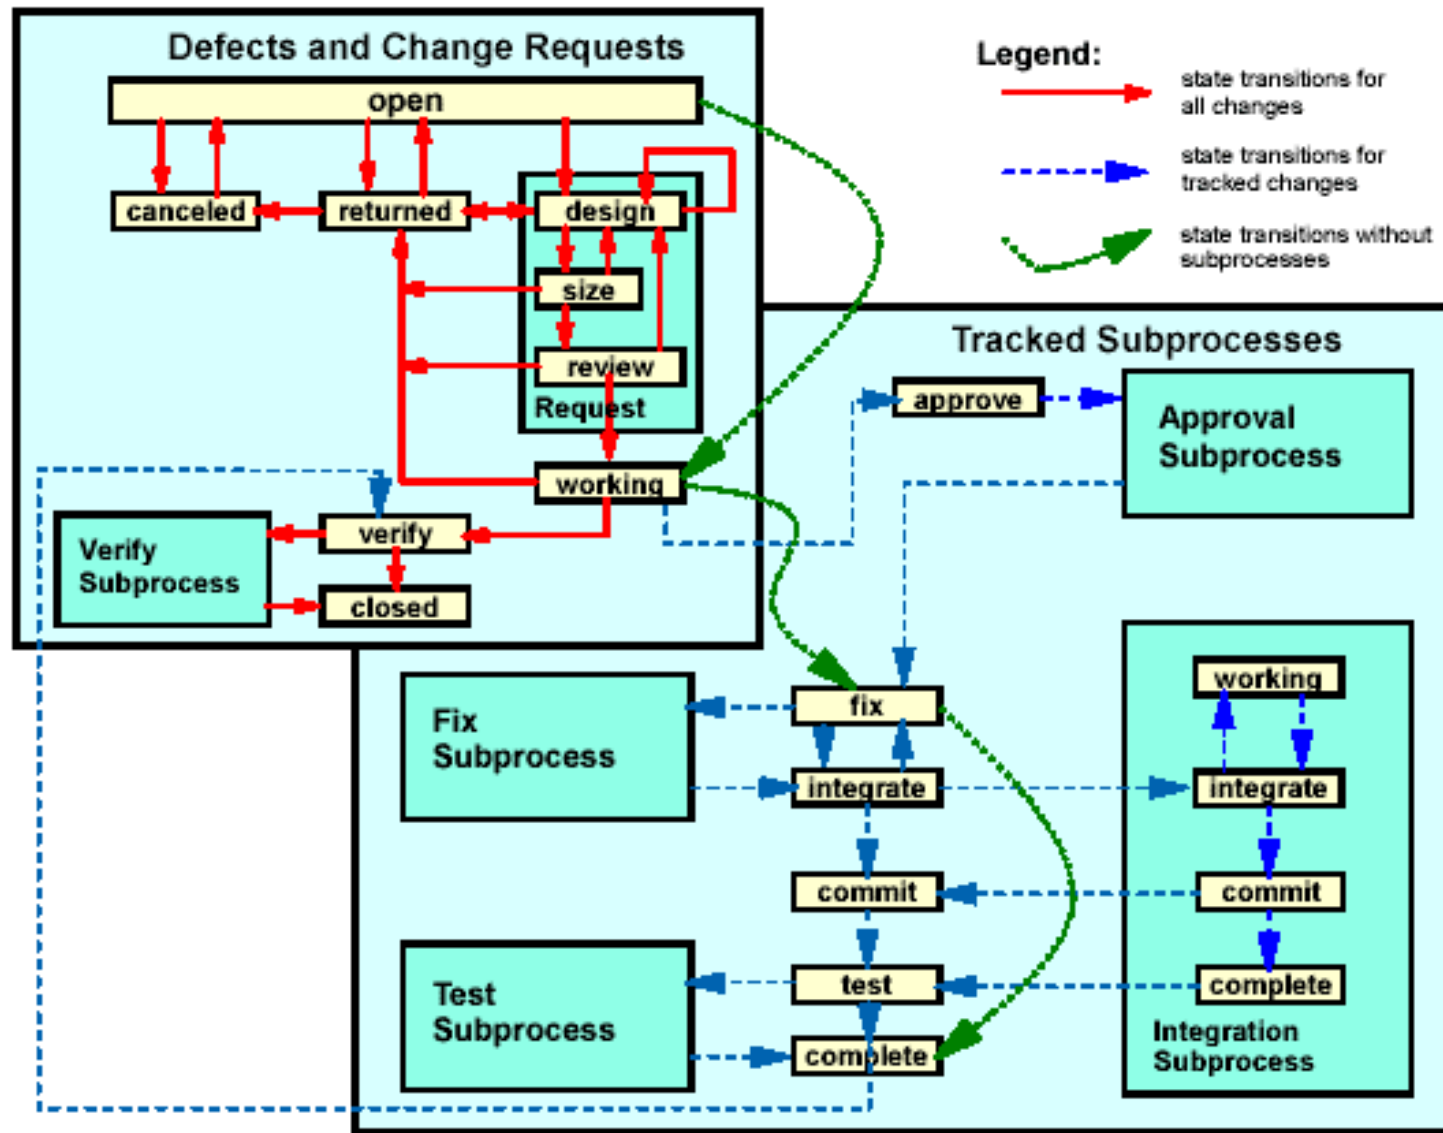 Defects and Change Requests
open
canceled
returned
design
size
review
Request
working
verify
Verify
Subprocess
closed
Legend:
state transitions for
all changes
state transitions for
tracked changes
state transitions without
subprocesses
Tracked Subprocesses
approve
Approval
Subprocess
Fix
Subprocess
fix
integrate
commit
test
complete
Test
Subprocess
working
integrate
commit
complete
Integration
Subprocess